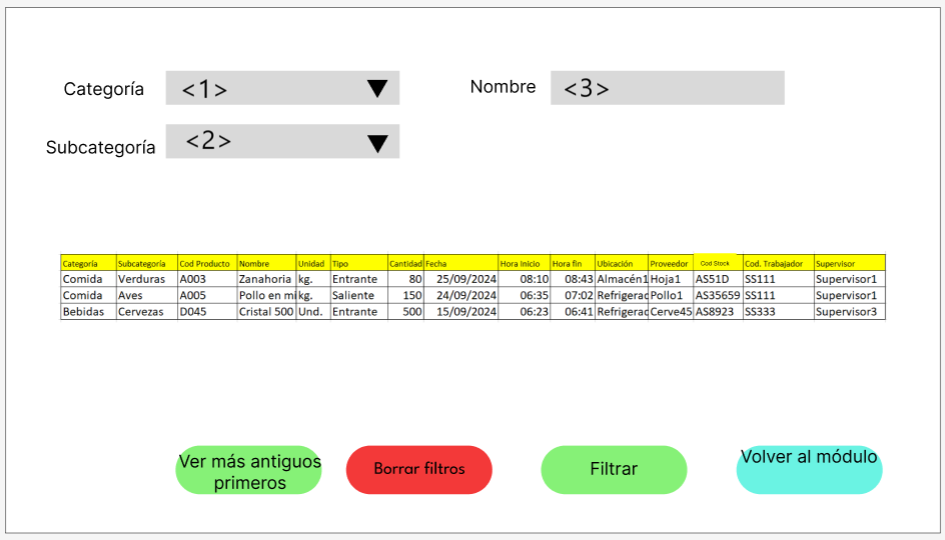 Categoría <1> Nombre <3>
Subcategoría <2>
Categoría Subcategoría Cod Producto Nombre Unidad Tipo Cantidad Fecha Hora Inicio Hora fin Ubicación Proveedor Cod Stock Cod. Trabajador Supervisor
Comida Verduras A003 Zanahoria kg. Entrante 80 25/09/2024 08:10 08:43 Almacén1 Hoja1 AS51D SS111 Supervisor1
Comida Aves A005 Pollo en mi kg. Saliente 150 24/09/2024 06:35 07:02 Refrigerac Pollo1 AS35659 SS111 Supervisor1
Bebidas Cervezas D045 Cristal 500 Und. Entrante 500 15/09/2024 06:23 06:41 Refrigerac Cerve45 AS8923 SS333 Supervisor3
Ver más antiguos
primeros
Borrar filtros
Filtrar
Volver al módulo